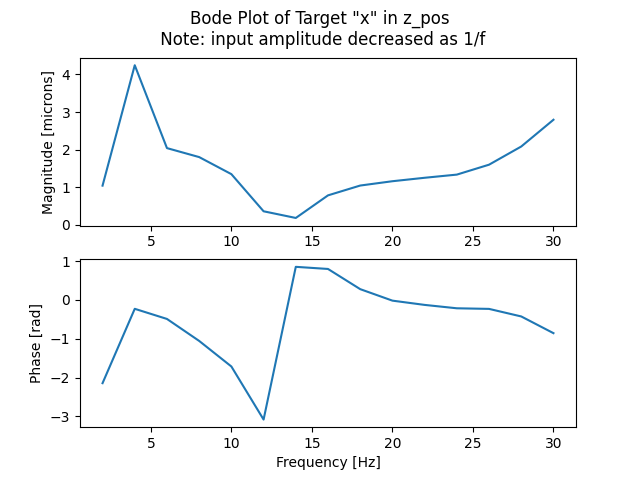 Bode Plot of Target "x" in z_pos
Note: input amplitude decreased as 1/f
Magnitude [microns]
4
3
2
1
0
5 10 15 20 25 30
Phase [rad]
1
0
−1
−2
−3
5 10 15 20 25 30
Frequency [Hz]